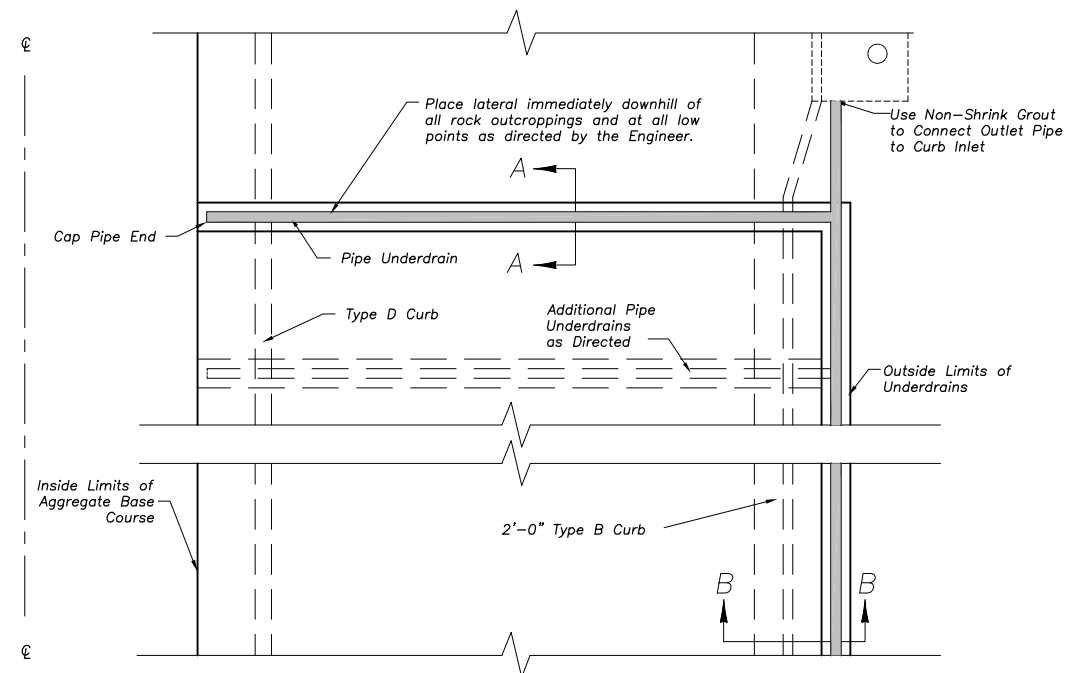 ℄
Place lateral immediately downhill of
all rock outcroppings and at all low
points as directed by the Engineer.
Use Non-Shrink Grout
to Connect Outlet Pipe
to Curb Inlet
A
Cap Pipe End
Pipe Underdrain
A
Type D Curb
Additional Pipe
Underdrains
as Directed
Outside Limits of
Underdrains
Inside Limits of
Aggregate Base
Course
2'-0" Type B Curb
B
B
℄